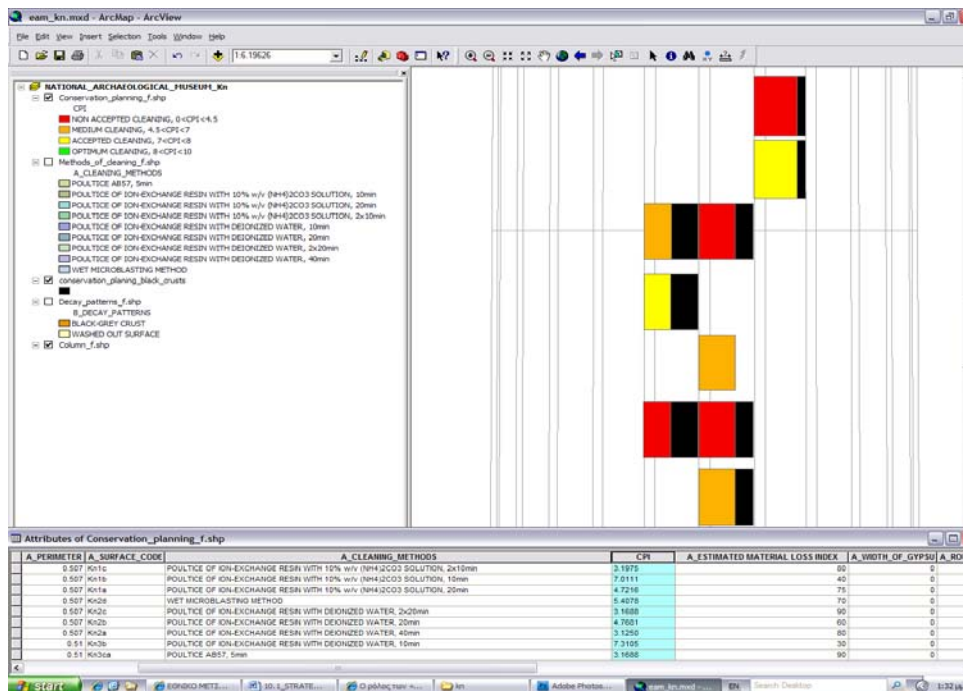 eam_kn.mxd - ArcMap - ArcView
File Edit View Insert Selection Tools Window Help
1:6.19626
NATIONAL_ARCHAEOLOGICAL_MUSEUM_Kn
Conservation_planning_f.shp
CPI
NON ACCEPTED CLEANING, 0<CPI<4.5
MEDIUM CLEANING, 4.5<CPI<7
ACCEPTED CLEANING, 7<CPI<8
OPTIMUM CLEANING, 8<CPI<10
Methods_of_cleaning_f.shp
A_CLEANING_METHODS
POULTICE AB57, 5min
POULTICE OF ION-EXCHANGE RESIN WITH 10% w/v (NH4)2CO3 SOLUTION, 10min
POULTICE OF ION-EXCHANGE RESIN WITH 10% w/v (NH4)2CO3 SOLUTION, 20min
POULTICE OF ION-EXCHANGE RESIN WITH 10% w/v (NH4)2CO3 SOLUTION, 2x10min
POULTICE OF ION-EXCHANGE RESIN WITH DEIONIZED WATER, 10min
POULTICE OF ION-EXCHANGE RESIN WITH DEIONIZED WATER, 20min
POULTICE OF ION-EXCHANGE RESIN WITH DEIONIZED WATER, 2x20min
POULTICE OF ION-EXCHANGE RESIN WITH DEIONIZED WATER, 40min
WET MICROBLASTING METHOD
conservation_planing_black_crusts
Decay_patterns_f.shp
B_DECAY_PATTERNS
BLACK-GREY CRUST
WASHED OUT SURFACE
Column_f.shp
Attributes of Conservation_planning_f.shp
A_PERIMETER A_SURFACE_CODE A_CLEANING_METHODS CPI A_ESTIMATED MATERIAL LOSS INDEX A_WIDTH_OF_GYPSU A_ROU
0.507 Kn1c POULTICE OF ION-EXCHANGE RESIN WITH 10% w/v (NH4)2CO3 SOLUTION, 2x10min 3.1975 80 0
0.507 Kn1b POULTICE OF ION-EXCHANGE RESIN WITH 10% w/v (NH4)2CO3 SOLUTION, 10min 7.0111 40 0
0.507 Kn1a POULTICE OF ION-EXCHANGE RESIN WITH 10% w/v (NH4)2CO3 SOLUTION, 20min 4.7216 75 0
0.507 WET MICROBLASTING METHOD 5.4078 70 0
0.507 Kn2c POULTICE OF ION-EXCHANGE RESIN WITH DEIONIZED WATER, 2x20min 3.1688 90 0
0.507 Kn2b POULTICE OF ION-EXCHANGE RESIN WITH DEIONIZED WATER, 20min 4.7681 60 0
0.507 Kn2a POULTICE OF ION-EXCHANGE RESIN WITH DEIONIZED WATER, 40min 3.1250 80 0
0.51 Kn3b POULTICE OF ION-EXCHANGE RESIN WITH DEIONIZED WATER, 10min 7.3105 30 0
0.51 Kn3ca POULTICE AB57, 5min 3.1688 90 0
start ΕΘΝΙΚΟ ΜΕΤΣ... 10.1_STRATE... Ο ρόλος των «... kn Adobe Photos... eam_kn.mxd -... EN Search Desktop 1:32 μμ